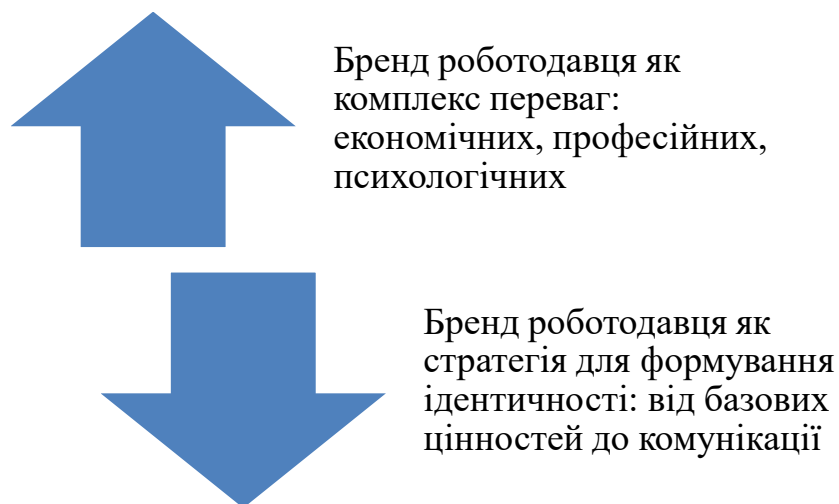 Бренд роботодавця як
комплекс переваг:
економічних, професійних,
психологічних
Бренд роботодавця як
стратегія для формування
ідентичності: від базових
цінностей до комунікації